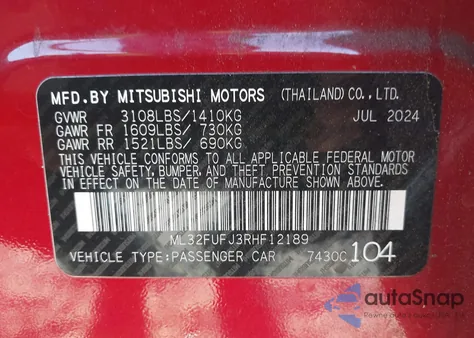 MFD.BY MITSUBISHI MOTORS (THAILAND) CO.,LTD.
GVWR 3108LBS/1410KG JUL 2024
GAWR FR 1609LBS/ 730KG
GAWR RR 1521LBS/ 690KG
THIS VEHICLE CONFORMS TO ALL APPLICABLE FEDERAL MOTOR
VEHICLE SAFETY,BUMPER, AND THEFT PREVENTION STANDARDS
IN EFFECT ON THE DATE OF MANUFACTURE SHOWN ABOVE.
ML32FUFJ3RHF12189
VEHICLE TYPE:PASSENGER CAR 7430C 104
autoSnap